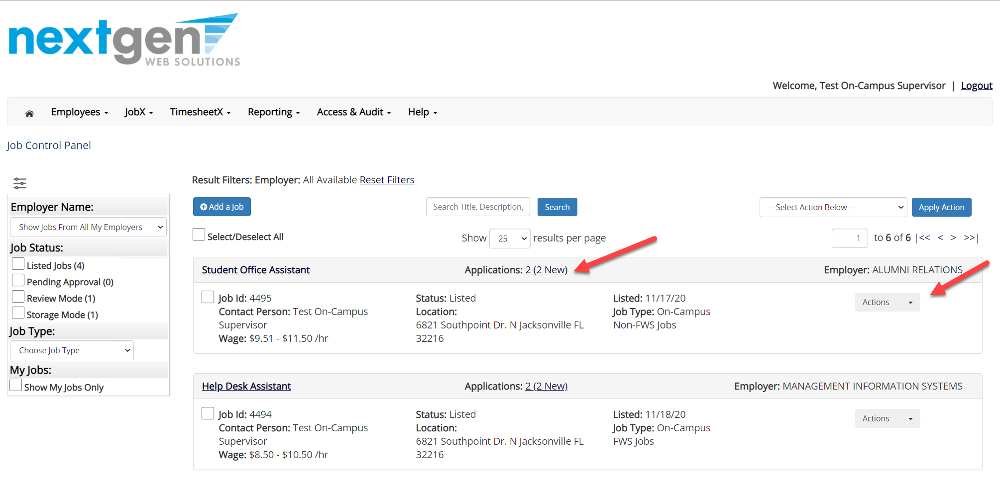 nextgen
WEB SOLUTIONS
Welcome, Test On-Campus Supervisor | Logout
Employees JobX TimesheetX Reporting Access & Audit Help
Job Control Panel
Result Filters: Employer: All Available Reset Filters
Employer Name:
Show Jobs From All My Employers
Job Status:
Listed Jobs (4)
Pending Approval (0)
Review Mode (1)
Storage Mode (1)
Job Type:
Choose Job Type
My Jobs:
Show My Jobs Only
Add a Job
Search Title, Description,
Search
-- Select Action Below --
Apply Action
Select/Deselect All
Show 25 results per page
1 to 6 of 6 |<< < > >>|
Student Office Assistant
Applications: 2 (2 New)
Employer: ALUMNI RELATIONS
Job Id: 4495
Contact Person: Test On-Campus
Supervisor
Wage: $9.51 - $11.50 /hr
Status: Listed
Location:
6821 Southpoint Dr. N Jacksonville FL
32216
Listed: 11/17/20
Job Type: On-Campus
Non-FWS Jobs
Actions
Help Desk Assistant
Applications: 2 (2 New)
Employer: MANAGEMENT INFORMATION SYSTEMS
Job Id: 4494
Contact Person: Test On-Campus
Supervisor
Wage: $8.50 - $10.50 /hr
Status: Listed
Location:
6821 Southpoint Dr. N Jacksonville FL
32216
Listed: 11/18/20
Job Type: On-Campus
FWS Jobs
Actions